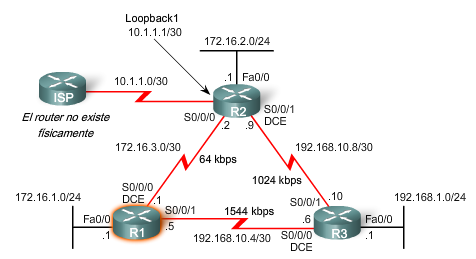 Loopback1
10.1.1.1/30
172.16.2.0/24
10.1.1.0/30
.1
Fa0/0
ISP
R2
El router no existe
físicamente
S0/0/0
.2
.9
S0/0/1
DCE
172.16.3.0/30
64 kbps
192.168.10.8/30
1024 kbps
172.16.1.0/24
S0/0/0
DCE
.1
S0/0/1
1544 kbps
S0/0/1
.10
192.168.1.0/24
Fa0/0
.1
R1
.5
192.168.10.4/30
.6
S0/0/0
DCE
R3
Fa0/0
.1